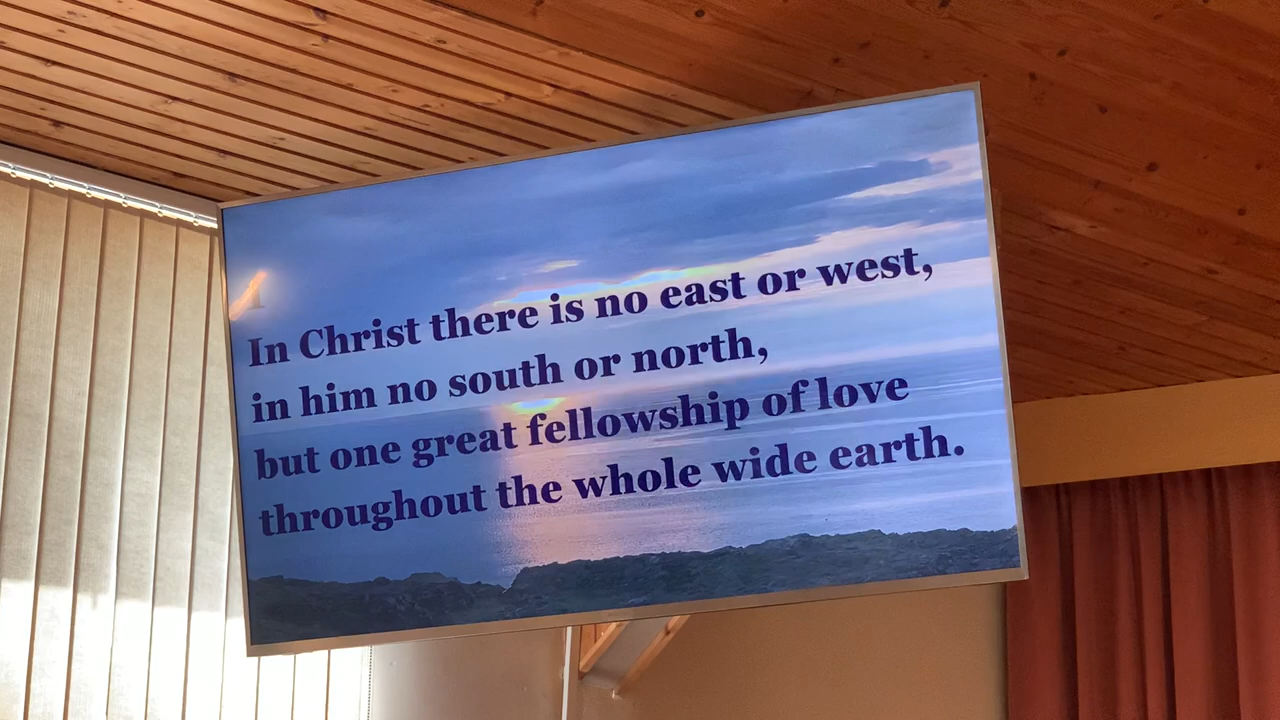 In Christ there is no east or west,
in him no south or north,
but one great fellowship of love
throughout the whole wide earth.